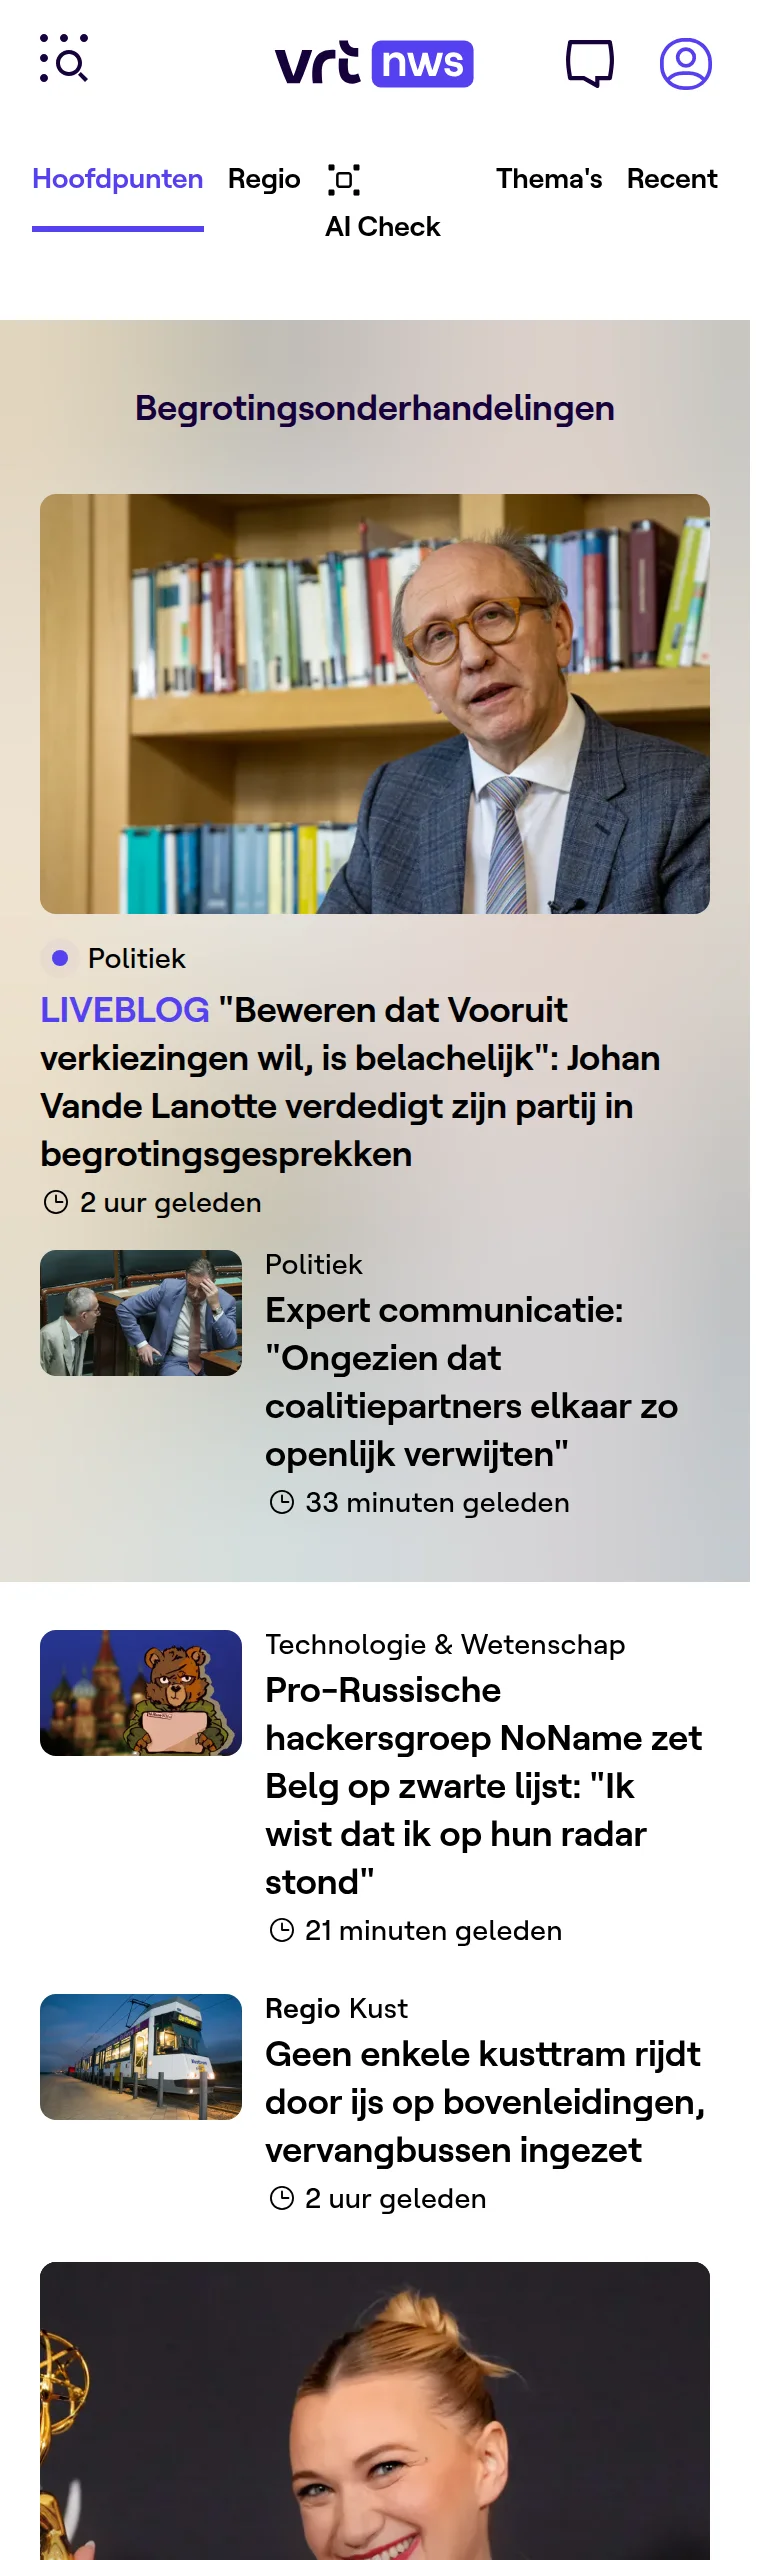 vrt nws
Hoofdpunten
Regio
AI Check
Thema's
Recent
Begrotingsonderhandelingen
Politiek
LIVEBLOG "Beweren dat Vooruit
verkiezingen wil, is belachelijk": Johan
Vande Lanotte verdedigt zijn partij in
begrotingsgesprekken
2 uur geleden
Politiek
Expert communicatie:
"Ongezien dat
coalitiepartners elkaar zo
openlijk verwijten"
33 minuten geleden
Technologie & Wetenschap
Pro-Russische
hackersgroep NoName zet
Belg op zwarte lijst: "Ik
wist dat ik op hun radar
stond"
21 minuten geleden
Regio Kust
Geen enkele kusttram rijdt
door ijs op bovenleidingen,
vervangbussen ingezet
2 uur geleden